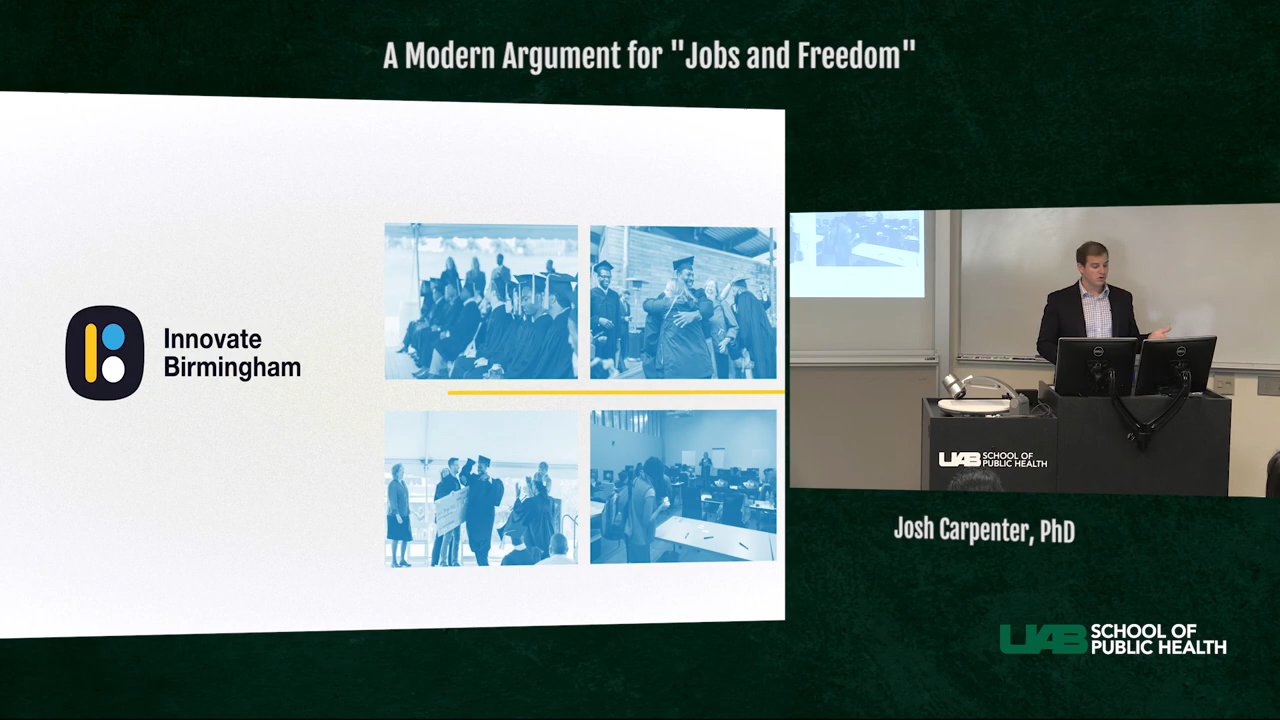 A Modern Argument for "Jobs and Freedom"
Innovate
Birmingham
UAB SCHOOL OF
PUBLIC HEALTH
Josh Carpenter, PhD
UAB SCHOOL OF
PUBLIC HEALTH